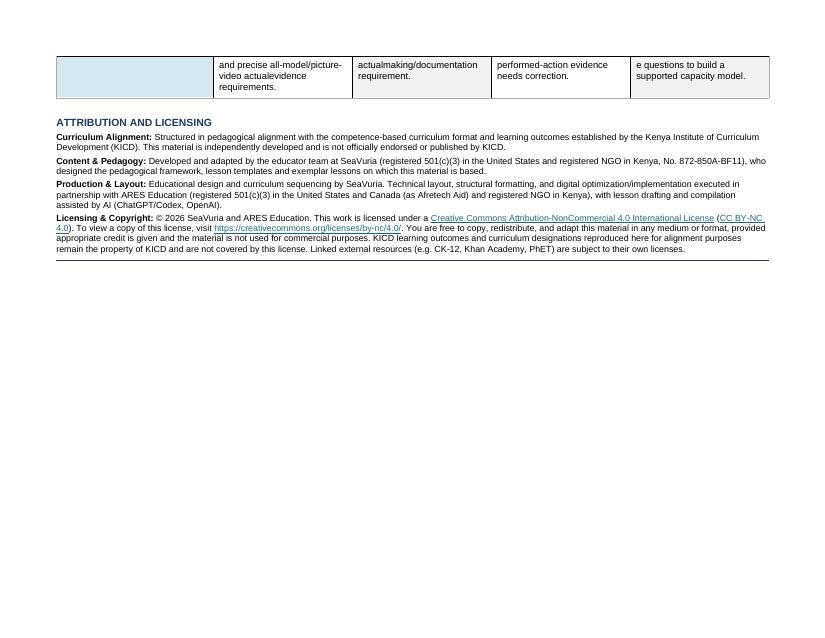 and precise all-model/picture-
video actualevidence
requirements.
actualmaking/documentation
requirement.
performed-action evidence
needs correction.
e questions to build a
supported capacity model.
ATTRIBUTION AND LICENSING
Curriculum Alignment: Structured in pedagogical alignment with the competence-based curriculum format and learning outcomes established by the Kenya Institute of Curriculum
Development (KICD). This material is independently developed and is not officially endorsed or published by KICD.
Content & Pedagogy: Developed and adapted by the educator team at SeaVuria (registered 501(c)(3) in the United States and registered NGO in Kenya, No. 872-850A-BF11), who
designed the pedagogical framework, lesson templates and exemplar lessons on which this material is based.
Production & Layout: Educational design and curriculum sequencing by SeaVuria. Technical layout, structural formatting, and digital optimization/implementation executed in
partnership with ARES Education (registered 501(c)(3) in the United States and Canada (as Afretech Aid) and registered NGO in Kenya), with lesson drafting and compilation
assisted by AI (ChatGPT/Codex, OpenAI).
Licensing & Copyright: © 2026 SeaVuria and ARES Education. This work is licensed under a Creative Commons Attribution-NonCommercial 4.0 International License (CC BY-NC
4.0). To view a copy of this license, visit https://creativecommons.org/licenses/by-nc/4.0/. You are free to copy, redistribute, and adapt this material in any medium or format, provided
appropriate credit is given and the material is not used for commercial purposes. KICD learning outcomes and curriculum designations reproduced here for alignment purposes
remain the property of KICD and are not covered by this license. Linked external resources (e.g. CK-12, Khan Academy, PhET) are subject to their own licenses.